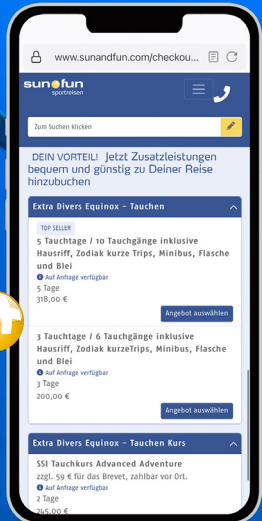 www.sunandfun.com/checkou...
sun fun
sportreisen
Zum Suchen klicken
DEIN VORTEIL! Jetzt Zusatzleistungen
bequem und günstig zu Deiner Reise
hinzubuchen
Extra Divers Equinox - Tauchen
TOP SELLER
5 Tauchtage / 10 Tauchgänge inklusive
Hausriff, Zodiak kurze Trips, Minibus, Flasche
und Blei
Auf Anfrage verfügbar
5 Tage
318,00 €
Angebot auswählen
3 Tauchtage / 6 Tauchgänge inklusive
Hausriff, Zodiak kurzeTrips, Minibus, Flasche
und Blei
Auf Anfrage verfügbar
3 Tage
200,00 €
Angebot auswählen
Extra Divers Equinox - Tauchen Kurs
SSI Tauchkurs Advanced Adventure
zzgl. 59 € für das Brevet, zahlbar vor Ort.
Auf Anfrage verfügbar
2 Tage
245,00 €